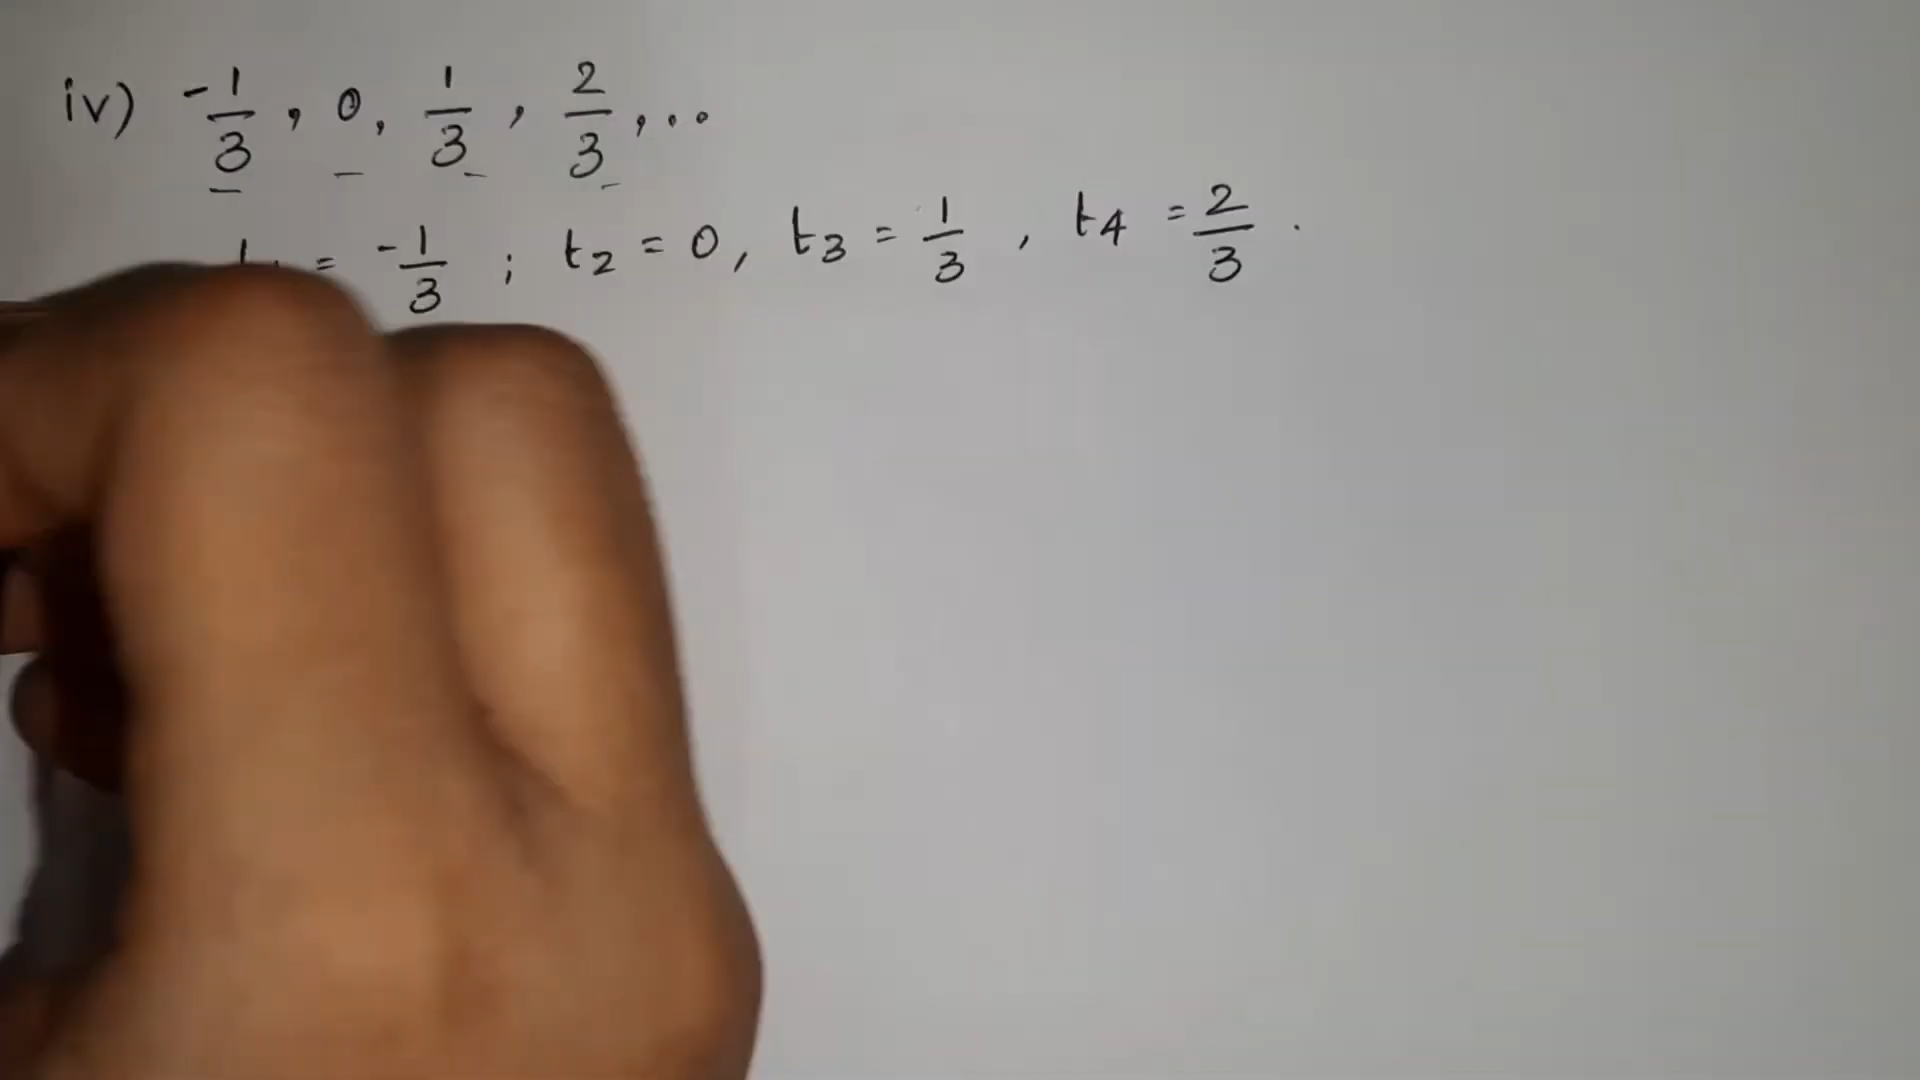 iv) -1/3, 0, 1/3, 2/3, ...
= -1/3 ; t2 = 0, t3 = 1/3, t4 = 2/3.